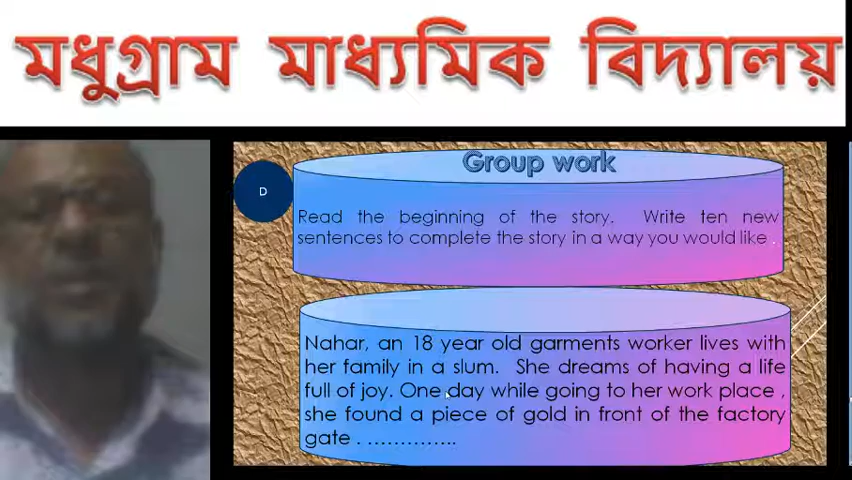 মধুগ্রাম মাধ্যমিক বিদ্যালয়
Group work
D
Read the beginning of the story. Write ten new
sentences to complete the story in a way you would like .
Nahar, an 18 year old garments worker lives with
her family in a slum. She dreams of having a life
full of joy. One day while going to her work place ,
she found a piece of gold in front of the factory
gate . ..............